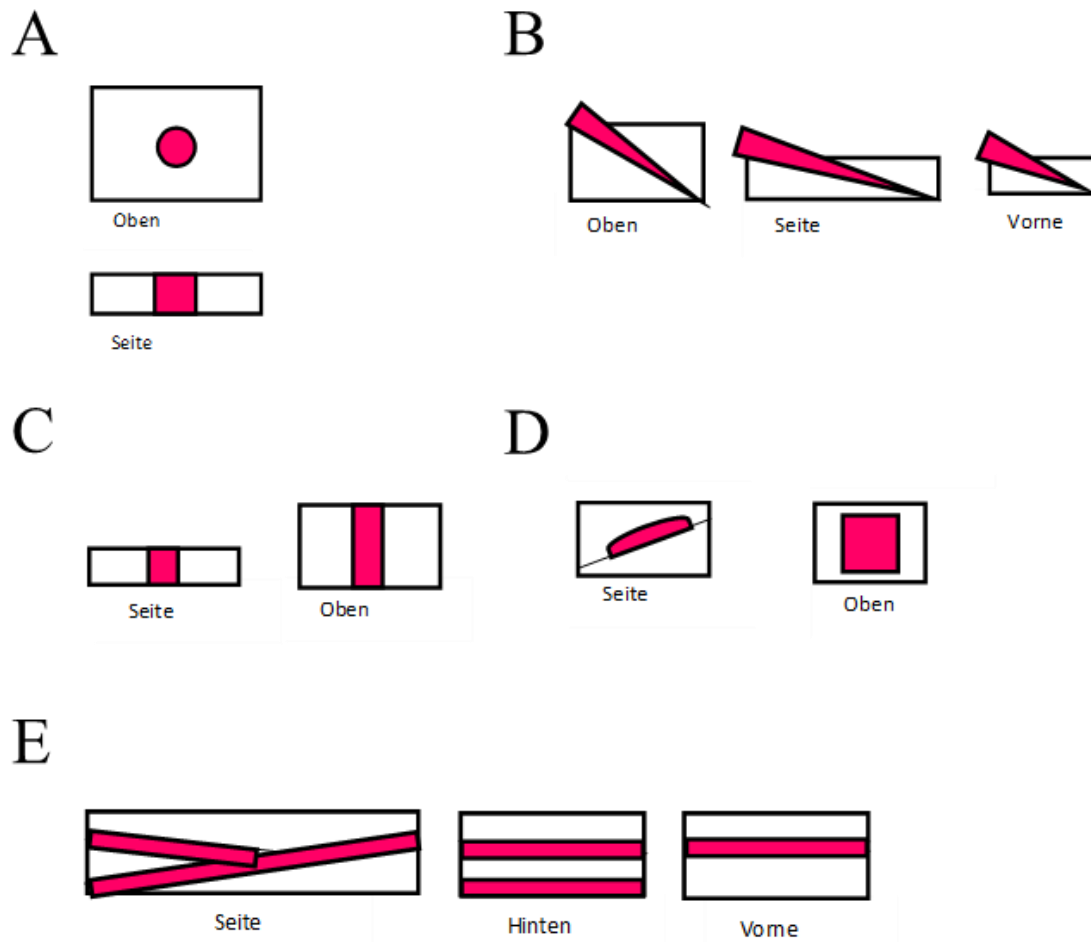 A
B
Oben
Oben
Seite
Vorne
Seite
C
D
Seite
Oben
Seite
Oben
E
Seite
Hinten
Vorne